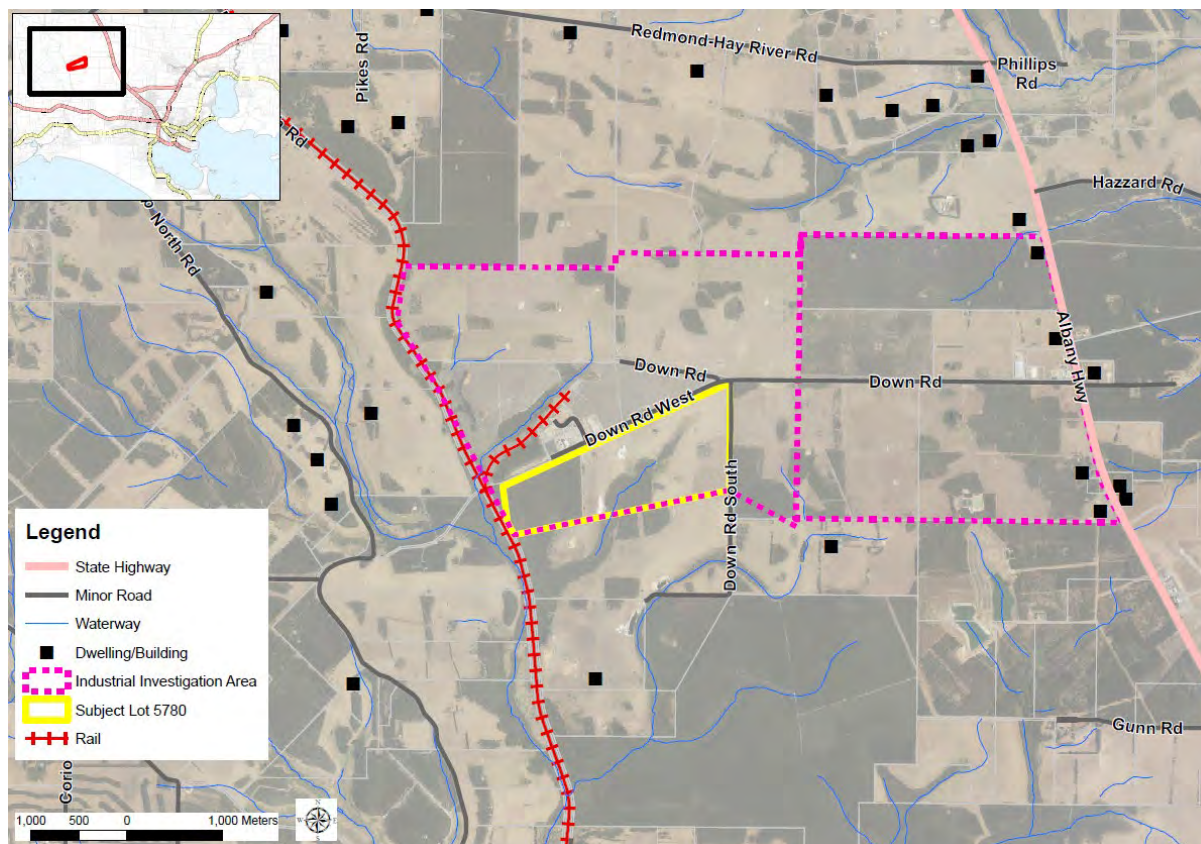 Redmond-Hay River Rd
Phillips
Rd
Pikes Rd
Rd
Hazzard Rd
North Rd
Albany Hwy
Down Rd
Down Rd
Down Rd West
Down Rd South
Gunn Rd
Corio
Legend
State Highway
Minor Road
Waterway
Dwelling/Building
Industrial Investigation Area
Subject Lot 5780
Rail
1,000 500 0 1,000 Meters
N
W E
S